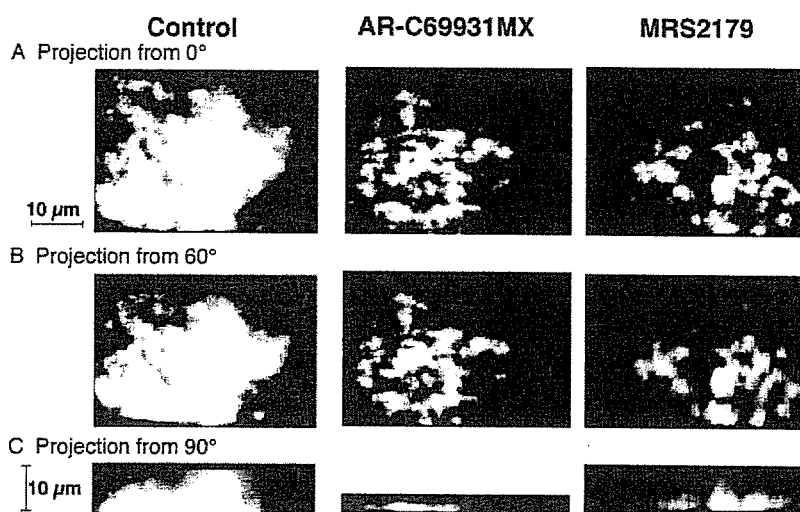 Control AR-C69931MX MRS2179
A Projection from 0°
10 µm
B Projection from 60°
C Projection from 90°
10 µm